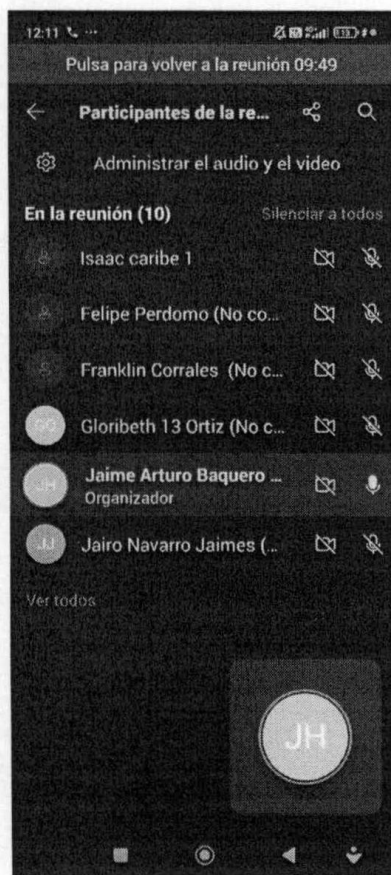 12:11
Pulsa para volver a la reunión 09:49
Participantes de la re...
Administrar el audio y el video
En la reunión (10) Silenciar a todos
Isaac caribe 1
Felipe Perdomo (No co...
Franklin Corrales (No c...
GO Gloribeth 13 Ortiz (No c...
JH Jaime Arturo Baquero ...
Organizador
JJ Jairo Navarro Jaimes (...
Ver todos
JH